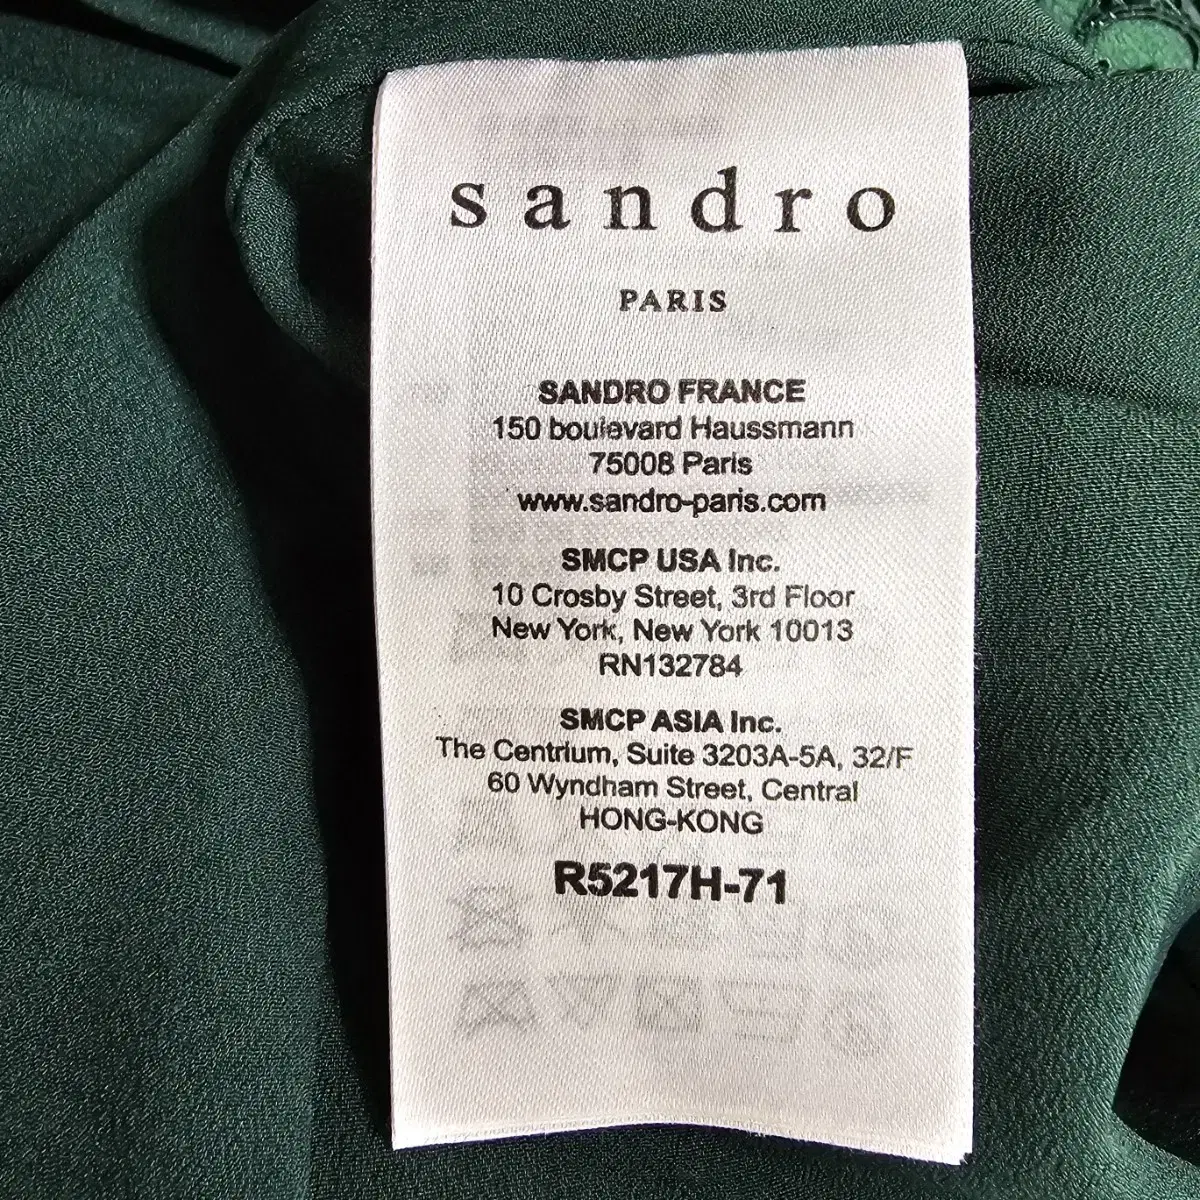 sandro
PARIS
SANDRO FRANCE
150 boulevard Haussmann
75008 Paris
www.sandro-paris.com
SMCP USA Inc.
10 Crosby Street, 3rd Floor
New York, New York 10013
RN132784
SMCP ASIA Inc.
The Centrium, Suite 3203A-5A, 32/F
60 Wyndham Street, Central
HONG-KONG
R5217H-71